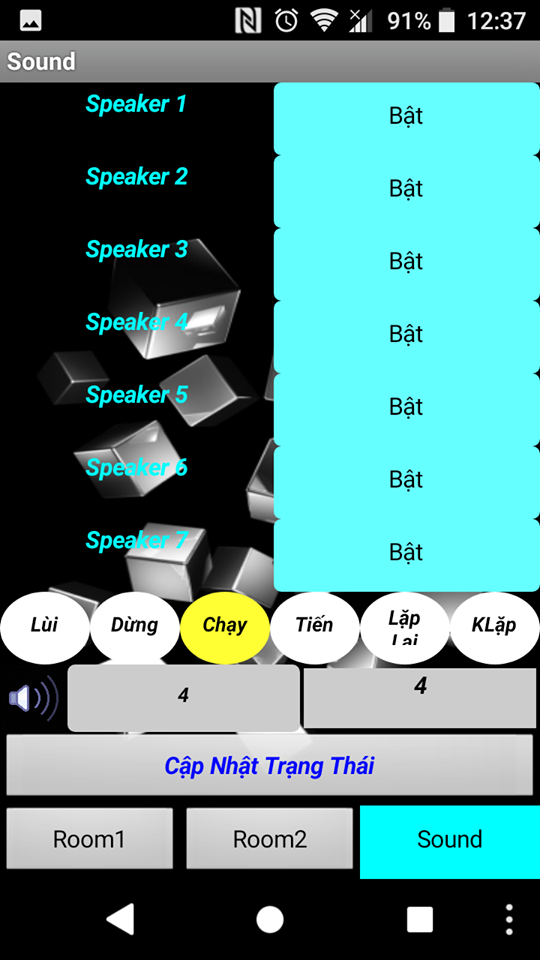 91% 12:37
Sound
Speaker 1 Bật
Speaker 2 Bật
Speaker 3 Bật
Speaker 4 Bật
Speaker 5 Bật
Speaker 6 Bật
Speaker 7 Bật
Lùi Dừng Chạy Tiến Lặp Lại KLặp
4 4
Cập Nhật Trạng Thái
Room1 Room2 Sound